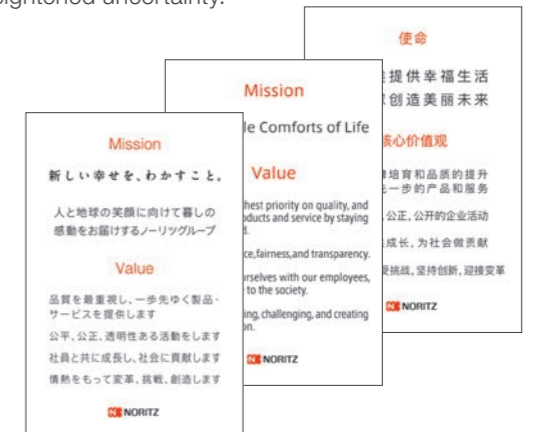 ightened uncertainty.
Mission
新しい幸せを、わかすこと。
人と地球の笑顔に向けて暮しの
感動をお届けするノーリツグループ
Value
品質を最重視し、一歩先ゆく製品・
サービスを提供します
公平、公正、透明性ある活動をします
社員と共に成長し、社会に貢献します
情熱をもって変革、挑戦、創造します
NORITZ
Mission
le Comforts of Life
Value
hest priority on quality, and
oducts and service by staying
ce, fairness, and transparency.
urselves with our employees,
to the society.
ing, challenging, and creating
on.
NORITZ
使命
提供幸福生活
创造美丽未来
核心价值观
培育和品质的提升
一步的产品和服务
公正，公开的企业活动
成长，为社会做贡献
挑战，坚持创新，迎接变革
NORITZ